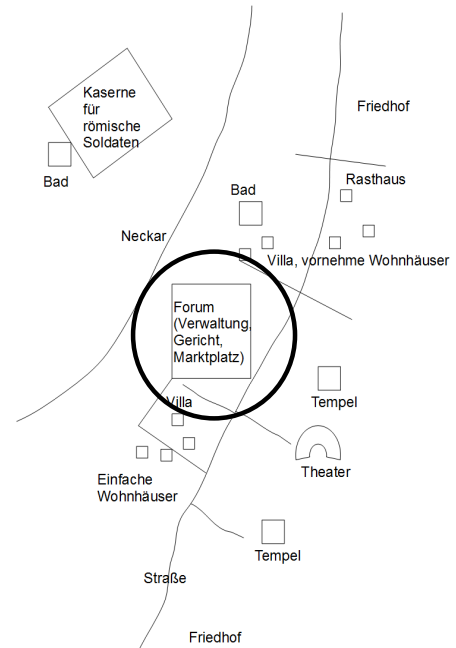 Kaserne
für
römische
Soldaten
Friedhof
Bad
Rasthaus
Bad
Neckar
Villa, vornehme Wohnhäuser
Forum
(Verwaltung,
Gericht,
Marktplatz)
Villa
Tempel
Theater
Einfache
Wohnhäuser
Tempel
Straße
Friedhof